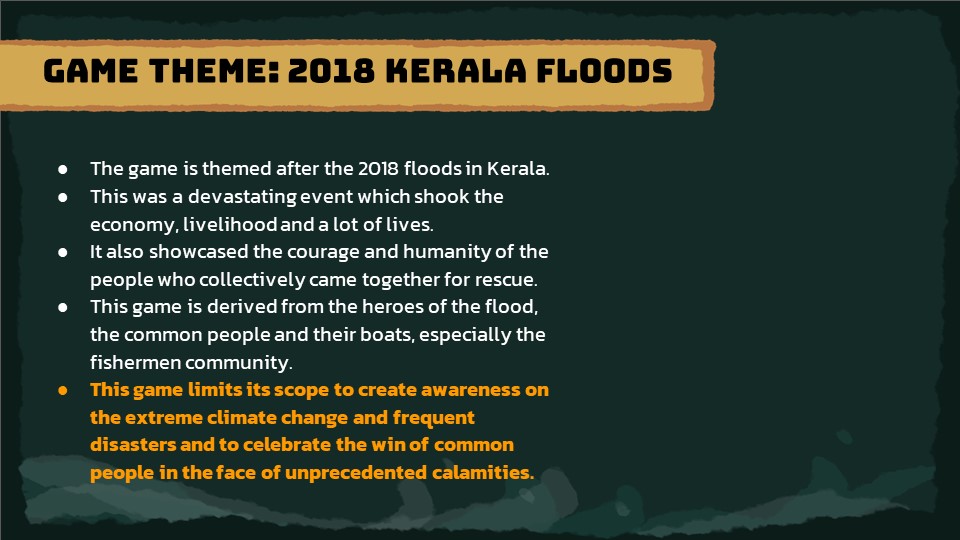 GAME THEME: 2018 KERALA FLOODS
● The game is themed after the 2018 floods in Kerala.
● This was a devastating event which shook the
economy, livelihood and a lot of lives.
● It also showcased the courage and humanity of the
people who collectively came together for rescue.
● This game is derived from the heroes of the flood,
the common people and their boats, especially the
fishermen community.
● This game limits its scope to create awareness on
the extreme climate change and frequent
disasters and to celebrate the win of common
people in the face of unprecedented calamities.